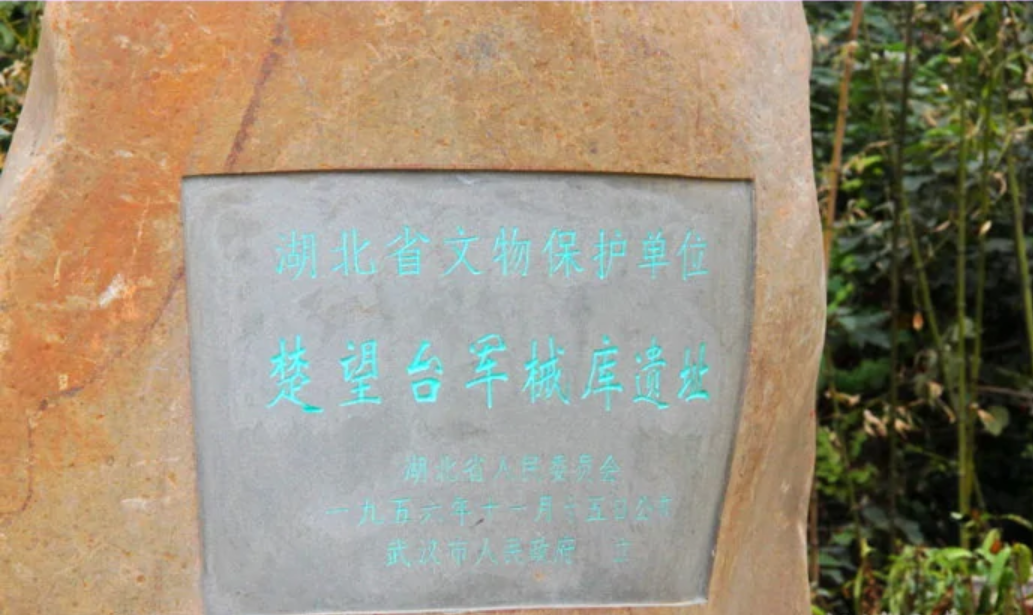 湖北省文物保护单位
楚望台军械库遗址
湖北省人民委员会
一九五六年十一月十五日公布
武汉市人民政府 立